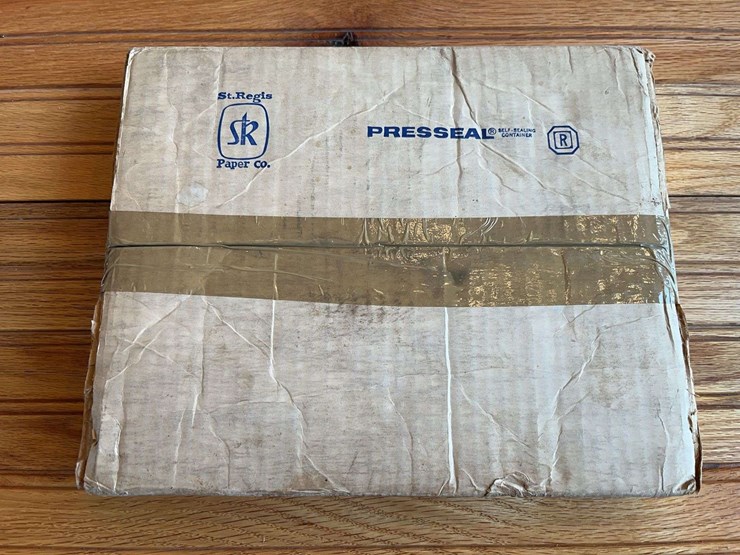 St.Regis
SR
Paper Co.
PRESSEAL® SELF-SEALING
CONTAINER
R